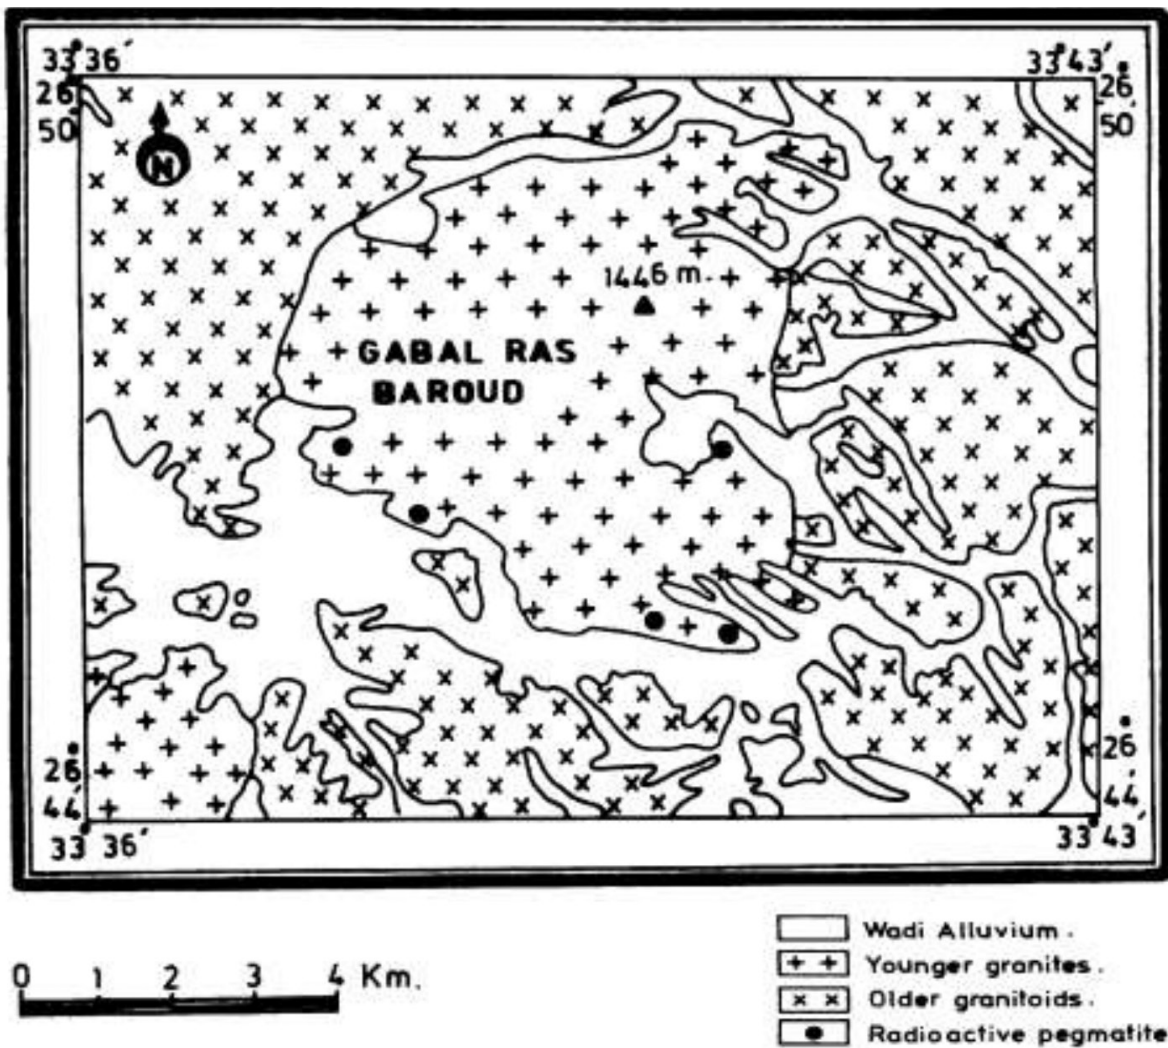 33° 36′ 33° 43′
26° 26°
50′ 50′
N
1446 m.
GABAL RAS
BAROUD
26° 26°
44′ 44′
33° 36′ 33° 43′
Wadi Alluvium.
0 1 2 3 4 Km.
Younger granites.
Older granitoids.
Radioactive pegmatite